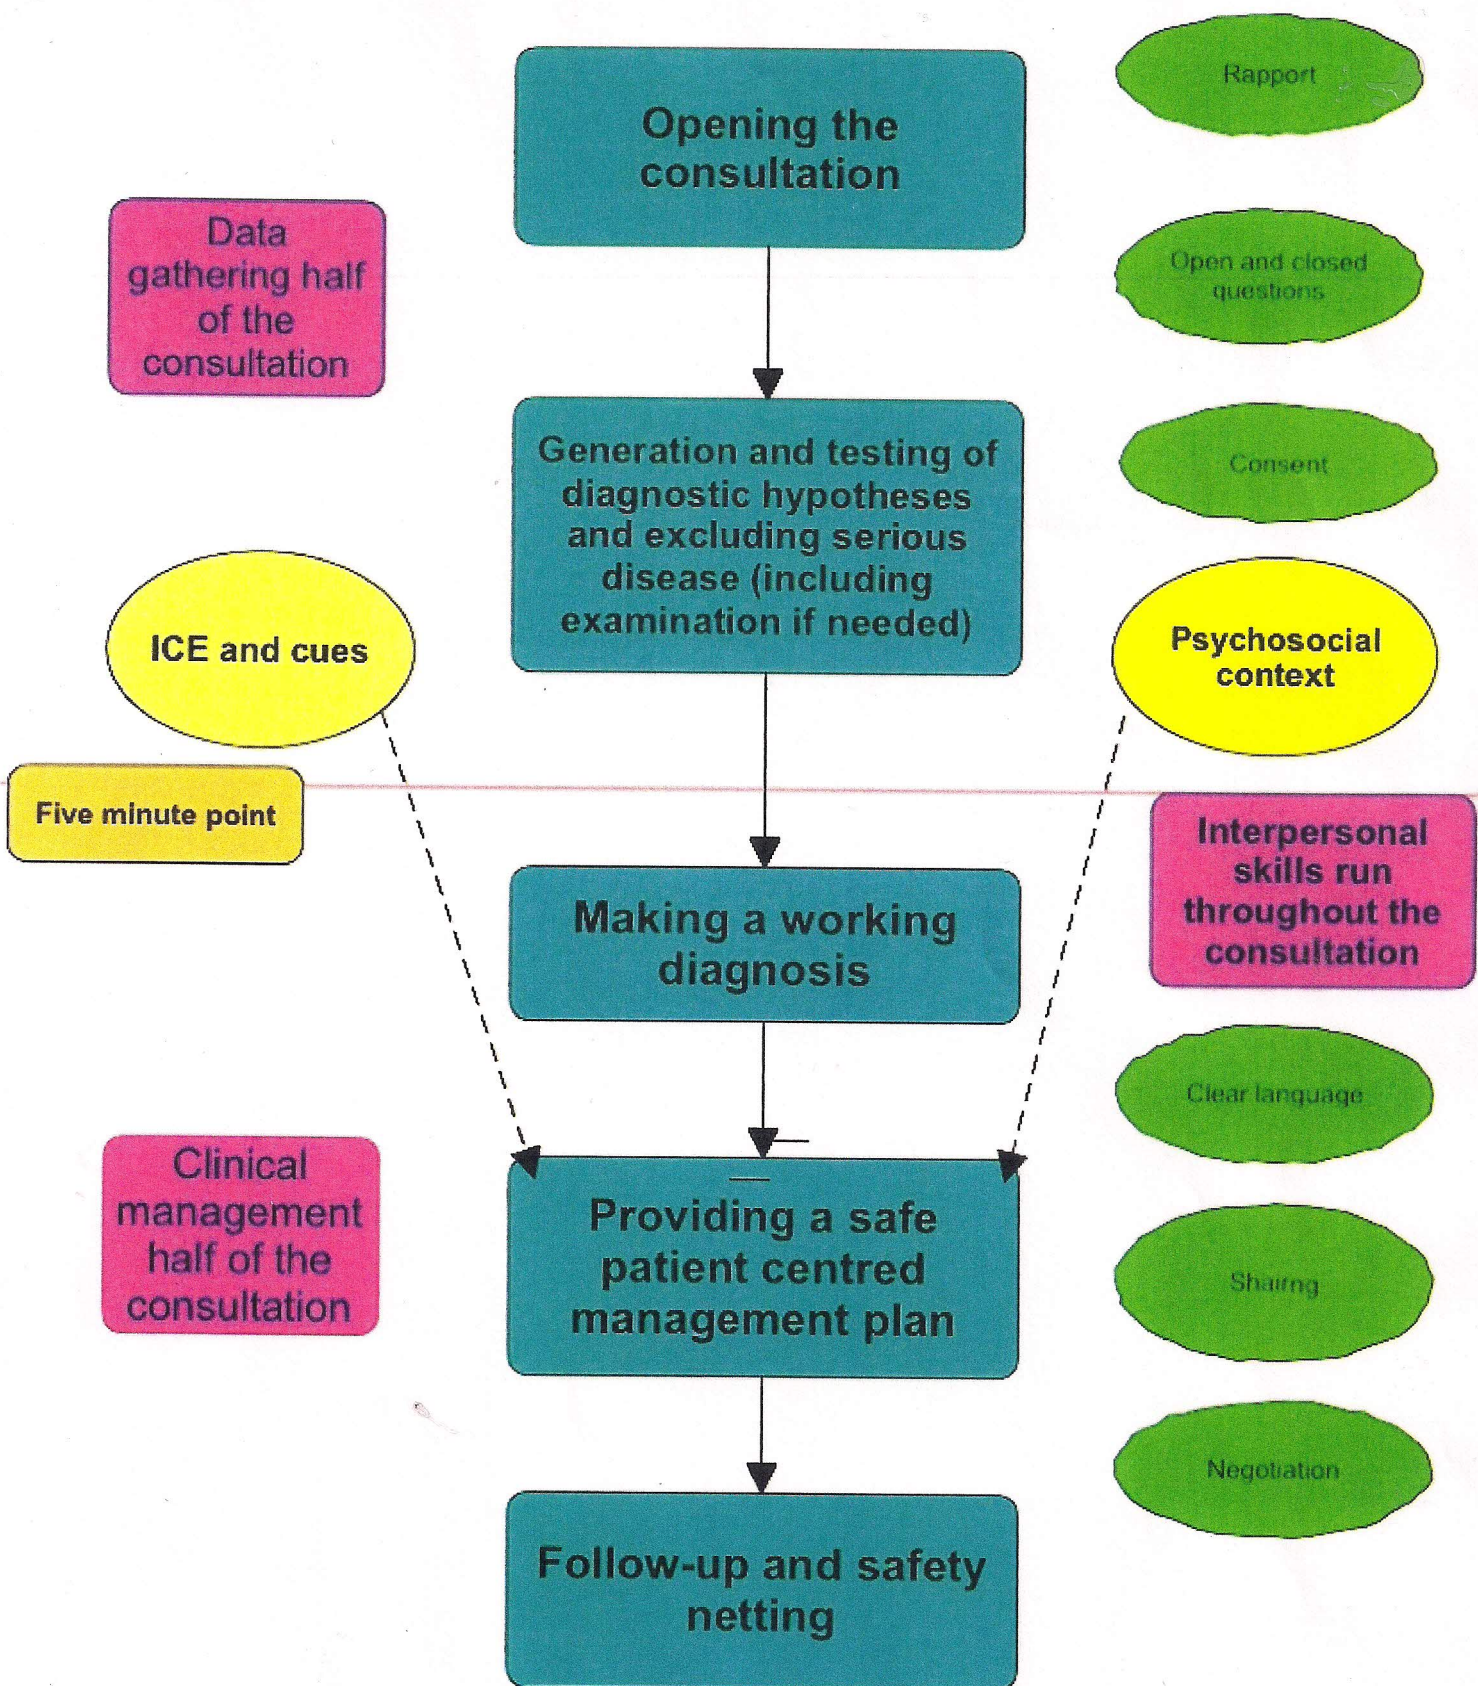 Opening the
consultation
Rapport
Data
gathering half
of the
consultation
Open and closed
questions
Generation and testing of
diagnostic hypotheses
and excluding serious
disease (including
examination if needed)
Consent
ICE and cues
Psychosocial
context
Five minute point
Interpersonal
skills run
throughout the
consultation
Making a working
diagnosis
Clear language
Clinical
management
half of the
consultation
Providing a safe
patient centred
management plan
Shairng
Negotiation
Follow-up and safety
netting